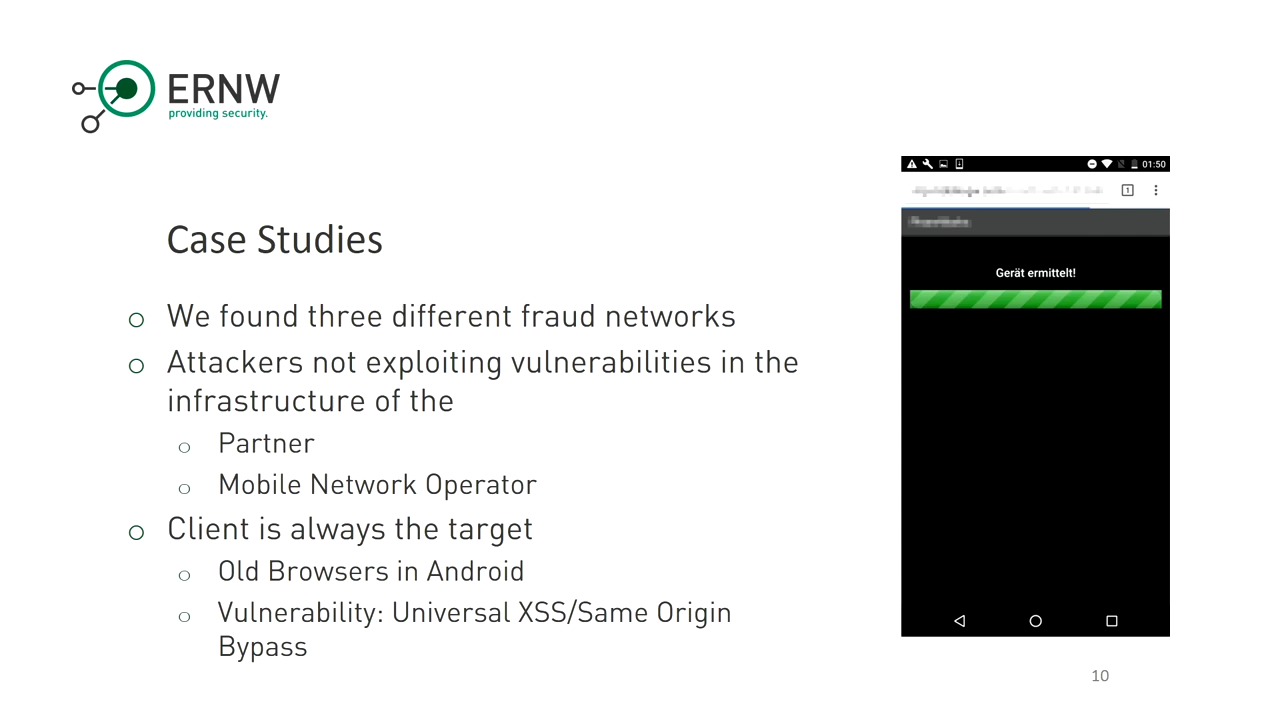 ERNW
providing security.
01:50
1
Case Studies
Gerät ermittelt!
o We found three different fraud networks
o Attackers not exploiting vulnerabilities in the
infrastructure of the
o Partner
o Mobile Network Operator
o Client is always the target
o Old Browsers in Android
o Vulnerability: Universal XSS/Same Origin
Bypass
10